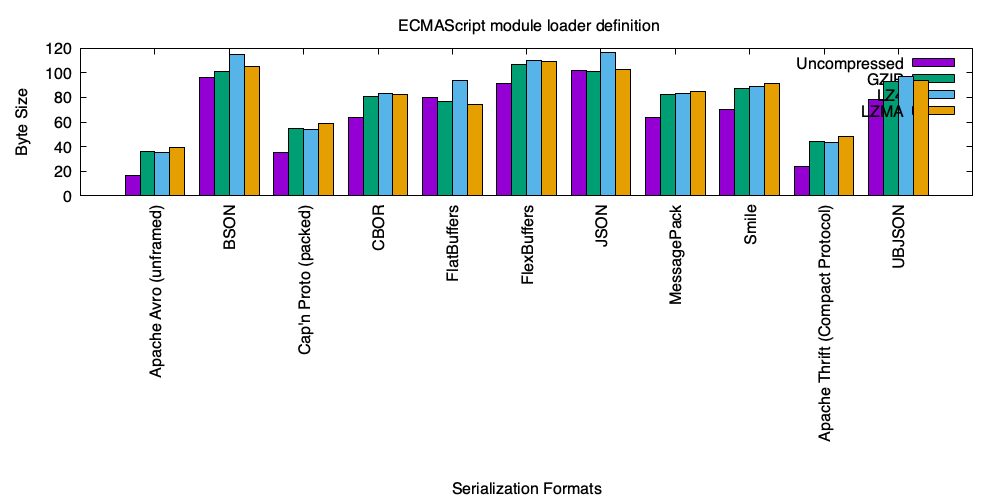 ECMAScript module loader definition
120
100
80
60
40
20
0
Byte Size
Uncompressed
GZIP
LZ4
LZMA
Apache Avro (unframed)
BSON
Cap'n Proto (packed)
CBOR
FlatBuffers
FlexBuffers
JSON
MessagePack
Smile
Apache Thrift (Compact Protocol)
UBJSON
Serialization Formats